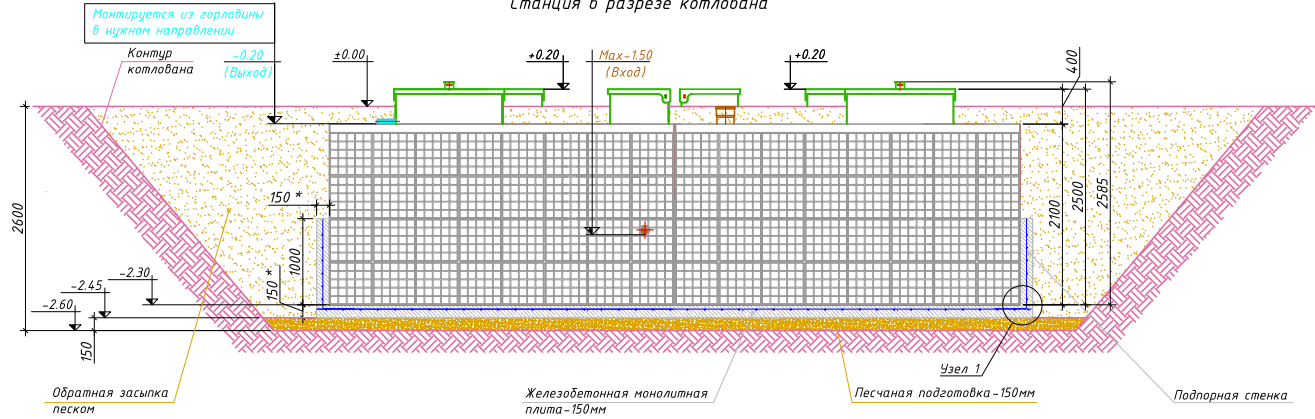 Станция в разрезе котлована
Монтируется из горловины
в нужном направлении
Контур
котлована
-0.20
(Выход)
±0.00
+0.20
Max-1.50
(Вход)
+0.20
400
2600
150 *
1000
150 *
-2.30
-2.45
-2.60
150
2100
2500
2585
Узел 1
Обратная засыпка
песком
Железобетонная монолитная
плита-150мм
Песчаная подготовка-150мм
Подпорная стенка